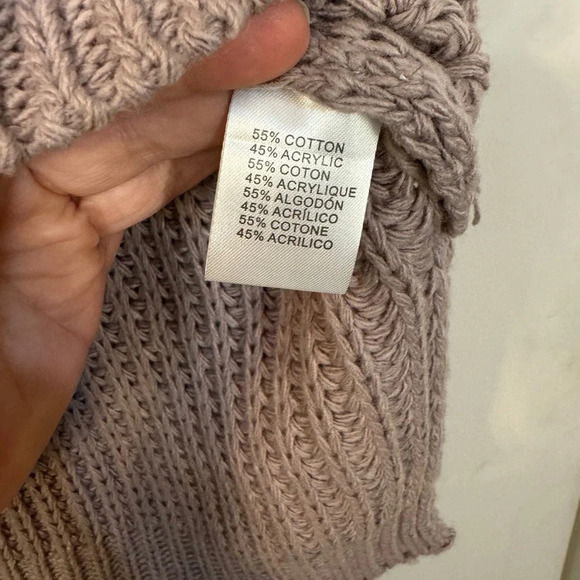 55% COTTON
45% ACRYLIC
55% COTON
45% ACRYLIQUE
55% ALGODÓN
45% ACRÍLICO
55% COTONE
45% ACRILICO